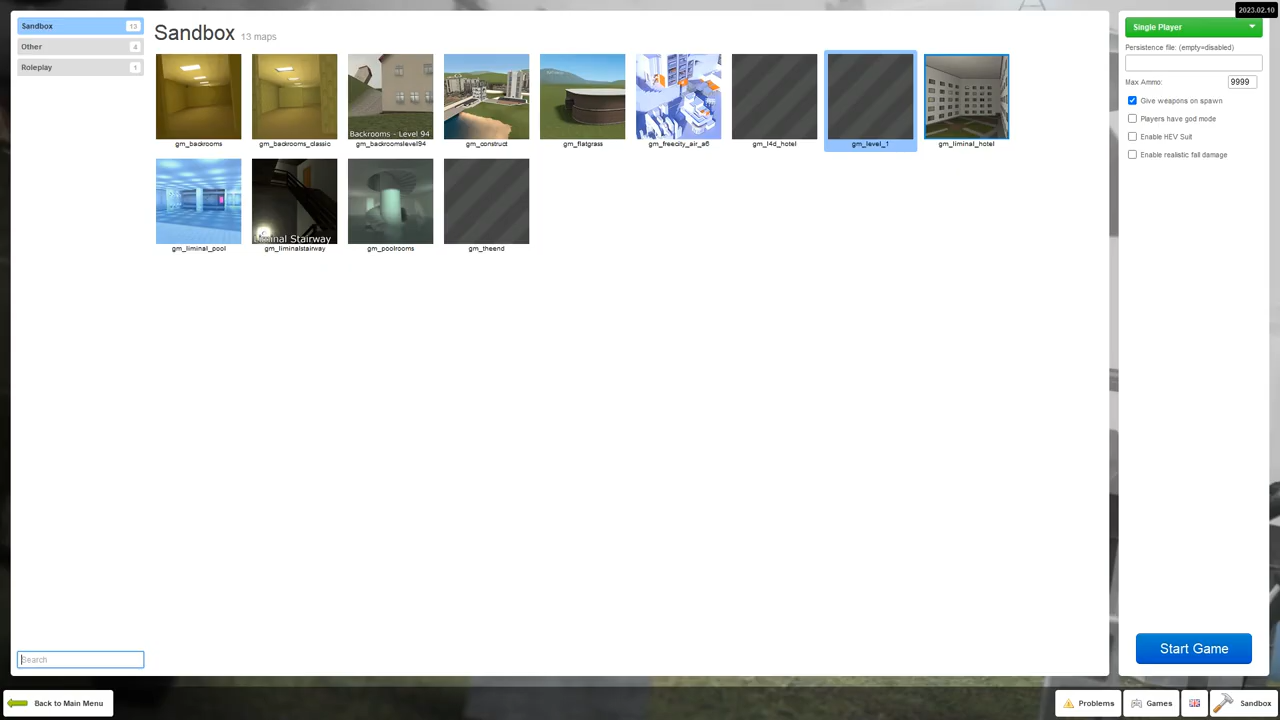 2023.02.10
Sandbox 13
Other 4
Roleplay 1
Sandbox 13 maps
Backrooms - Level 94
gm_backrooms gm_backrooms_classic gm_backroomslevel94 gm_construct gm_flatgrass gm_freecity_air_a6 gm_l4d_hotel gm_level_1 gm_liminal_hotel
Liminal Stairway
gm_liminal_pool gm_liminalstairway gm_poolrooms gm_theend
Search
Single Player
Persistence file: (empty=disabled)
Max Ammo: 9999
Give weapons on spawn
Players have god mode
Enable HEV Suit
Enable realistic fall damage
Start Game
Back to Main Menu
Problems
Games
Sandbox